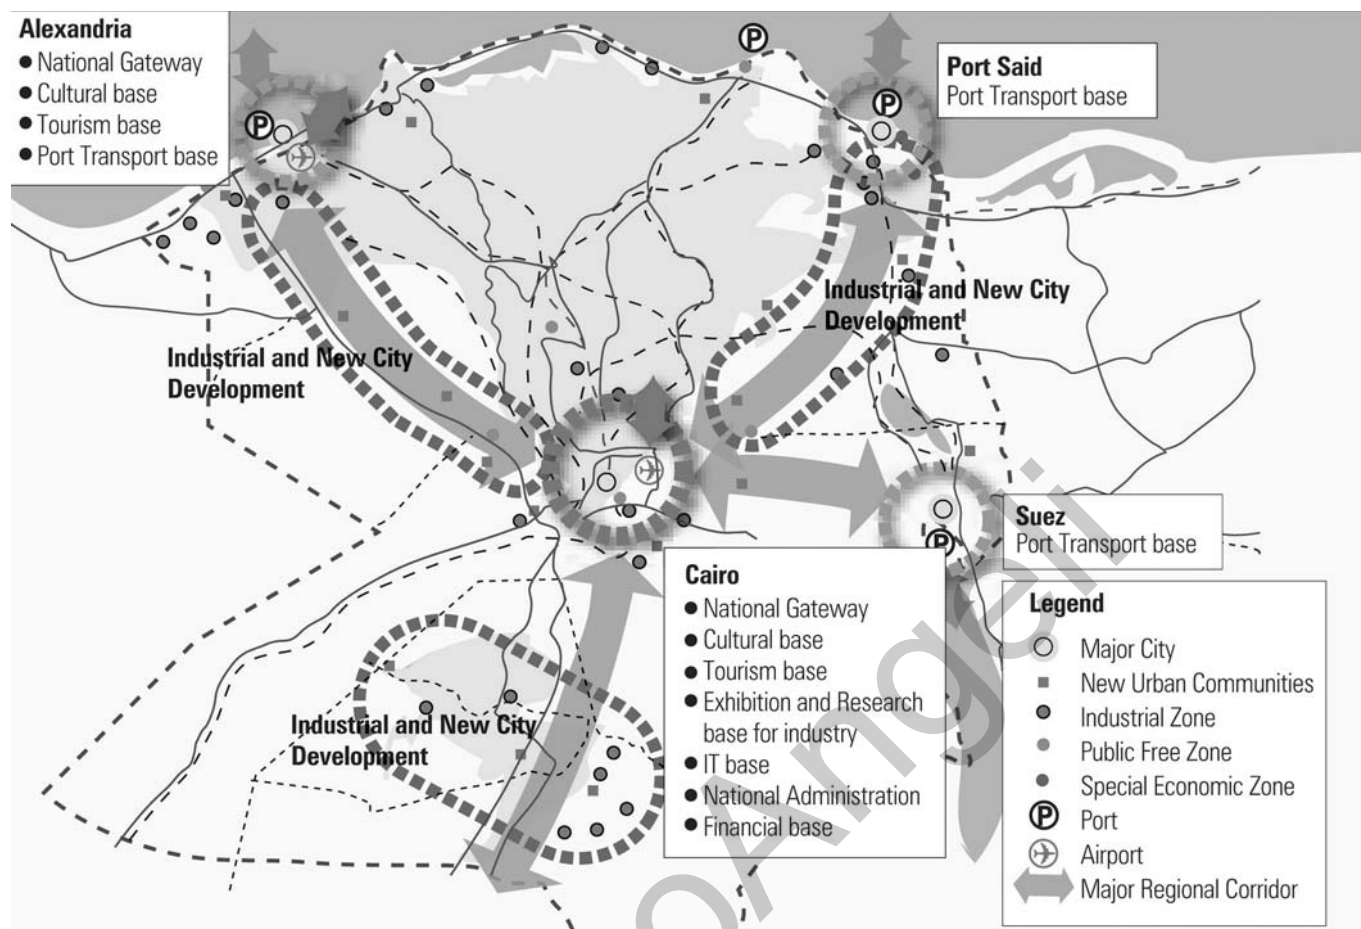 Alexandria
● National Gateway
● Cultural base
● Tourism base
● Port Transport base
P
P
P
Port Said
Port Transport base
Industrial and New City
Development
Industrial and New City
Development
Suez
Port Transport base
P
Cairo
● National Gateway
● Cultural base
● Tourism base
● Exhibition and Research
base for industry
● IT base
● National Administration
● Financial base
Industrial and New City
Development
Legend
Major City
New Urban Communities
Industrial Zone
Public Free Zone
Special Economic Zone
P Port
Airport
Major Regional Corridor
oAngeli